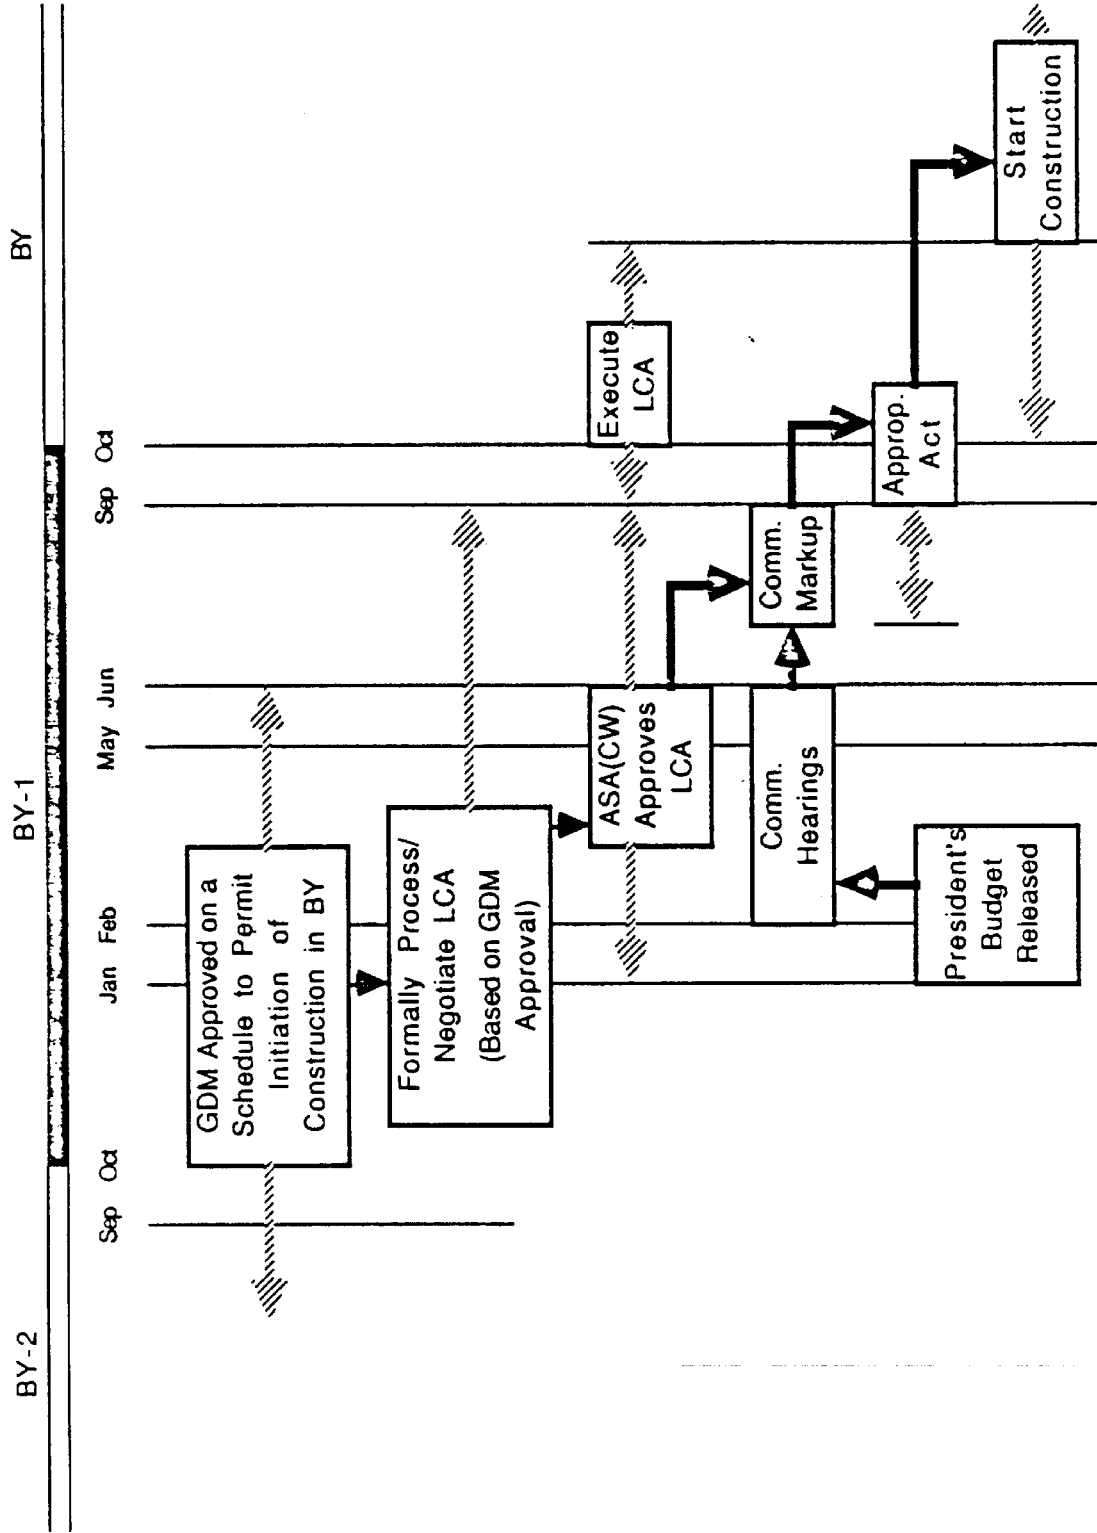 BY-2
BY-1
BY
Sep
Oct
Jan
Feb
May
Jun
Sep
Oct
GDM Approved on a
Schedule to Permit
Initiation of
Construction in BY
Formally Process/
Negotiate LCA
(Based on GDM
Approval)
ASA(CW)
Approves
LCA
Execute
LCA
Comm.
Hearings
Comm.
Markup
President's
Budget
Released
Approp.
Act
Start
Construction